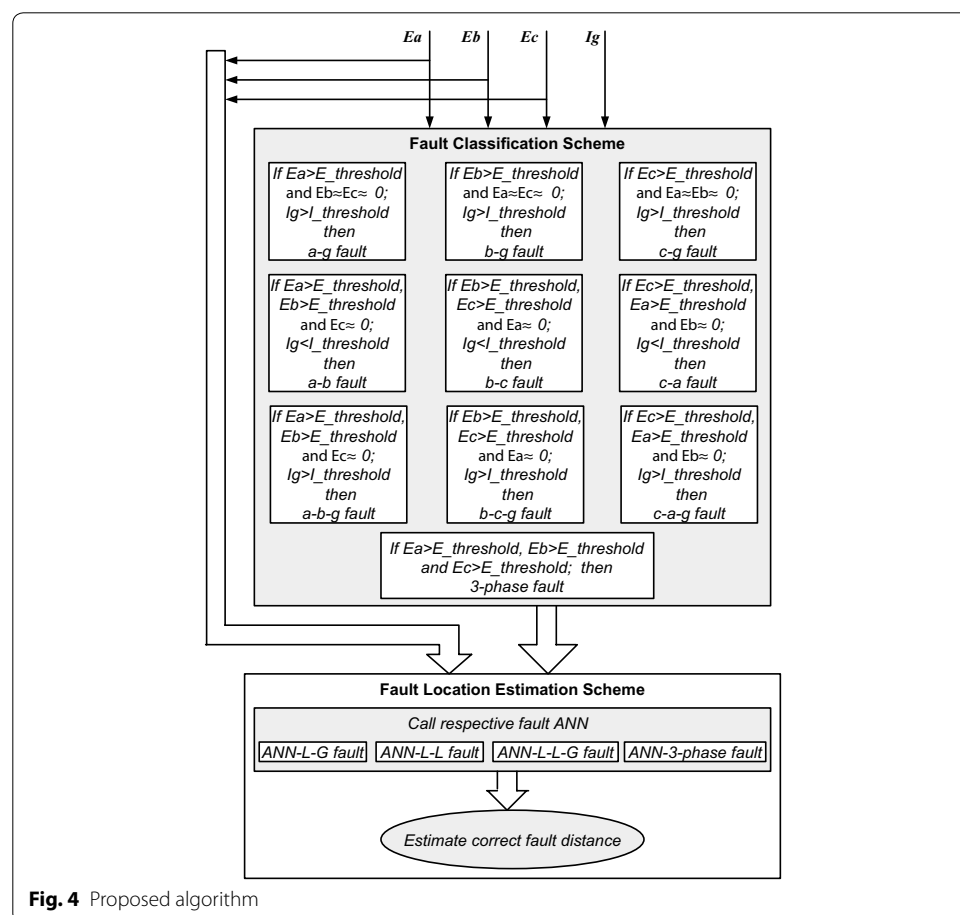 Ea Eb Ec Ig
Fault Classification Scheme
If Ea>E_threshold
and Eb≈Ec≈ 0;
Ig>I_threshold
then
a-g fault
If Eb>E_threshold
and Ea≈Ec≈ 0;
Ig>I_threshold
then
b-g fault
If Ec>E_threshold
and Ea≈Eb≈ 0;
Ig>I_threshold
then
c-g fault
If Ea>E_threshold,
Eb>E_threshold
and Ec≈ 0;
Ig<I_threshold
then
a-b fault
If Eb>E_threshold,
Ec>E_threshold
and Ea≈ 0;
Ig<I_threshold
then
b-c fault
If Ec>E_threshold,
Ea>E_threshold
and Eb≈ 0;
Ig<I_threshold
then
c-a fault
If Ea>E_threshold,
Eb>E_threshold
and Ec≈ 0;
Ig>I_threshold
then
a-b-g fault
If Eb>E_threshold,
Ec>E_threshold
and Ea≈ 0;
Ig>I_threshold
then
b-c-g fault
If Ec>E_threshold,
Ea>E_threshold
and Eb≈ 0;
Ig>I_threshold
then
c-a-g fault
If Ea>E_threshold, Eb>E_threshold
and Ec>E_threshold; then
3-phase fault
Fault Location Estimation Scheme
Call respective fault ANN
ANN-L-G fault
ANN-L-L fault
ANN-L-L-G fault
ANN-3-phase fault
Estimate correct fault distance
Fig. 4 Proposed algorithm